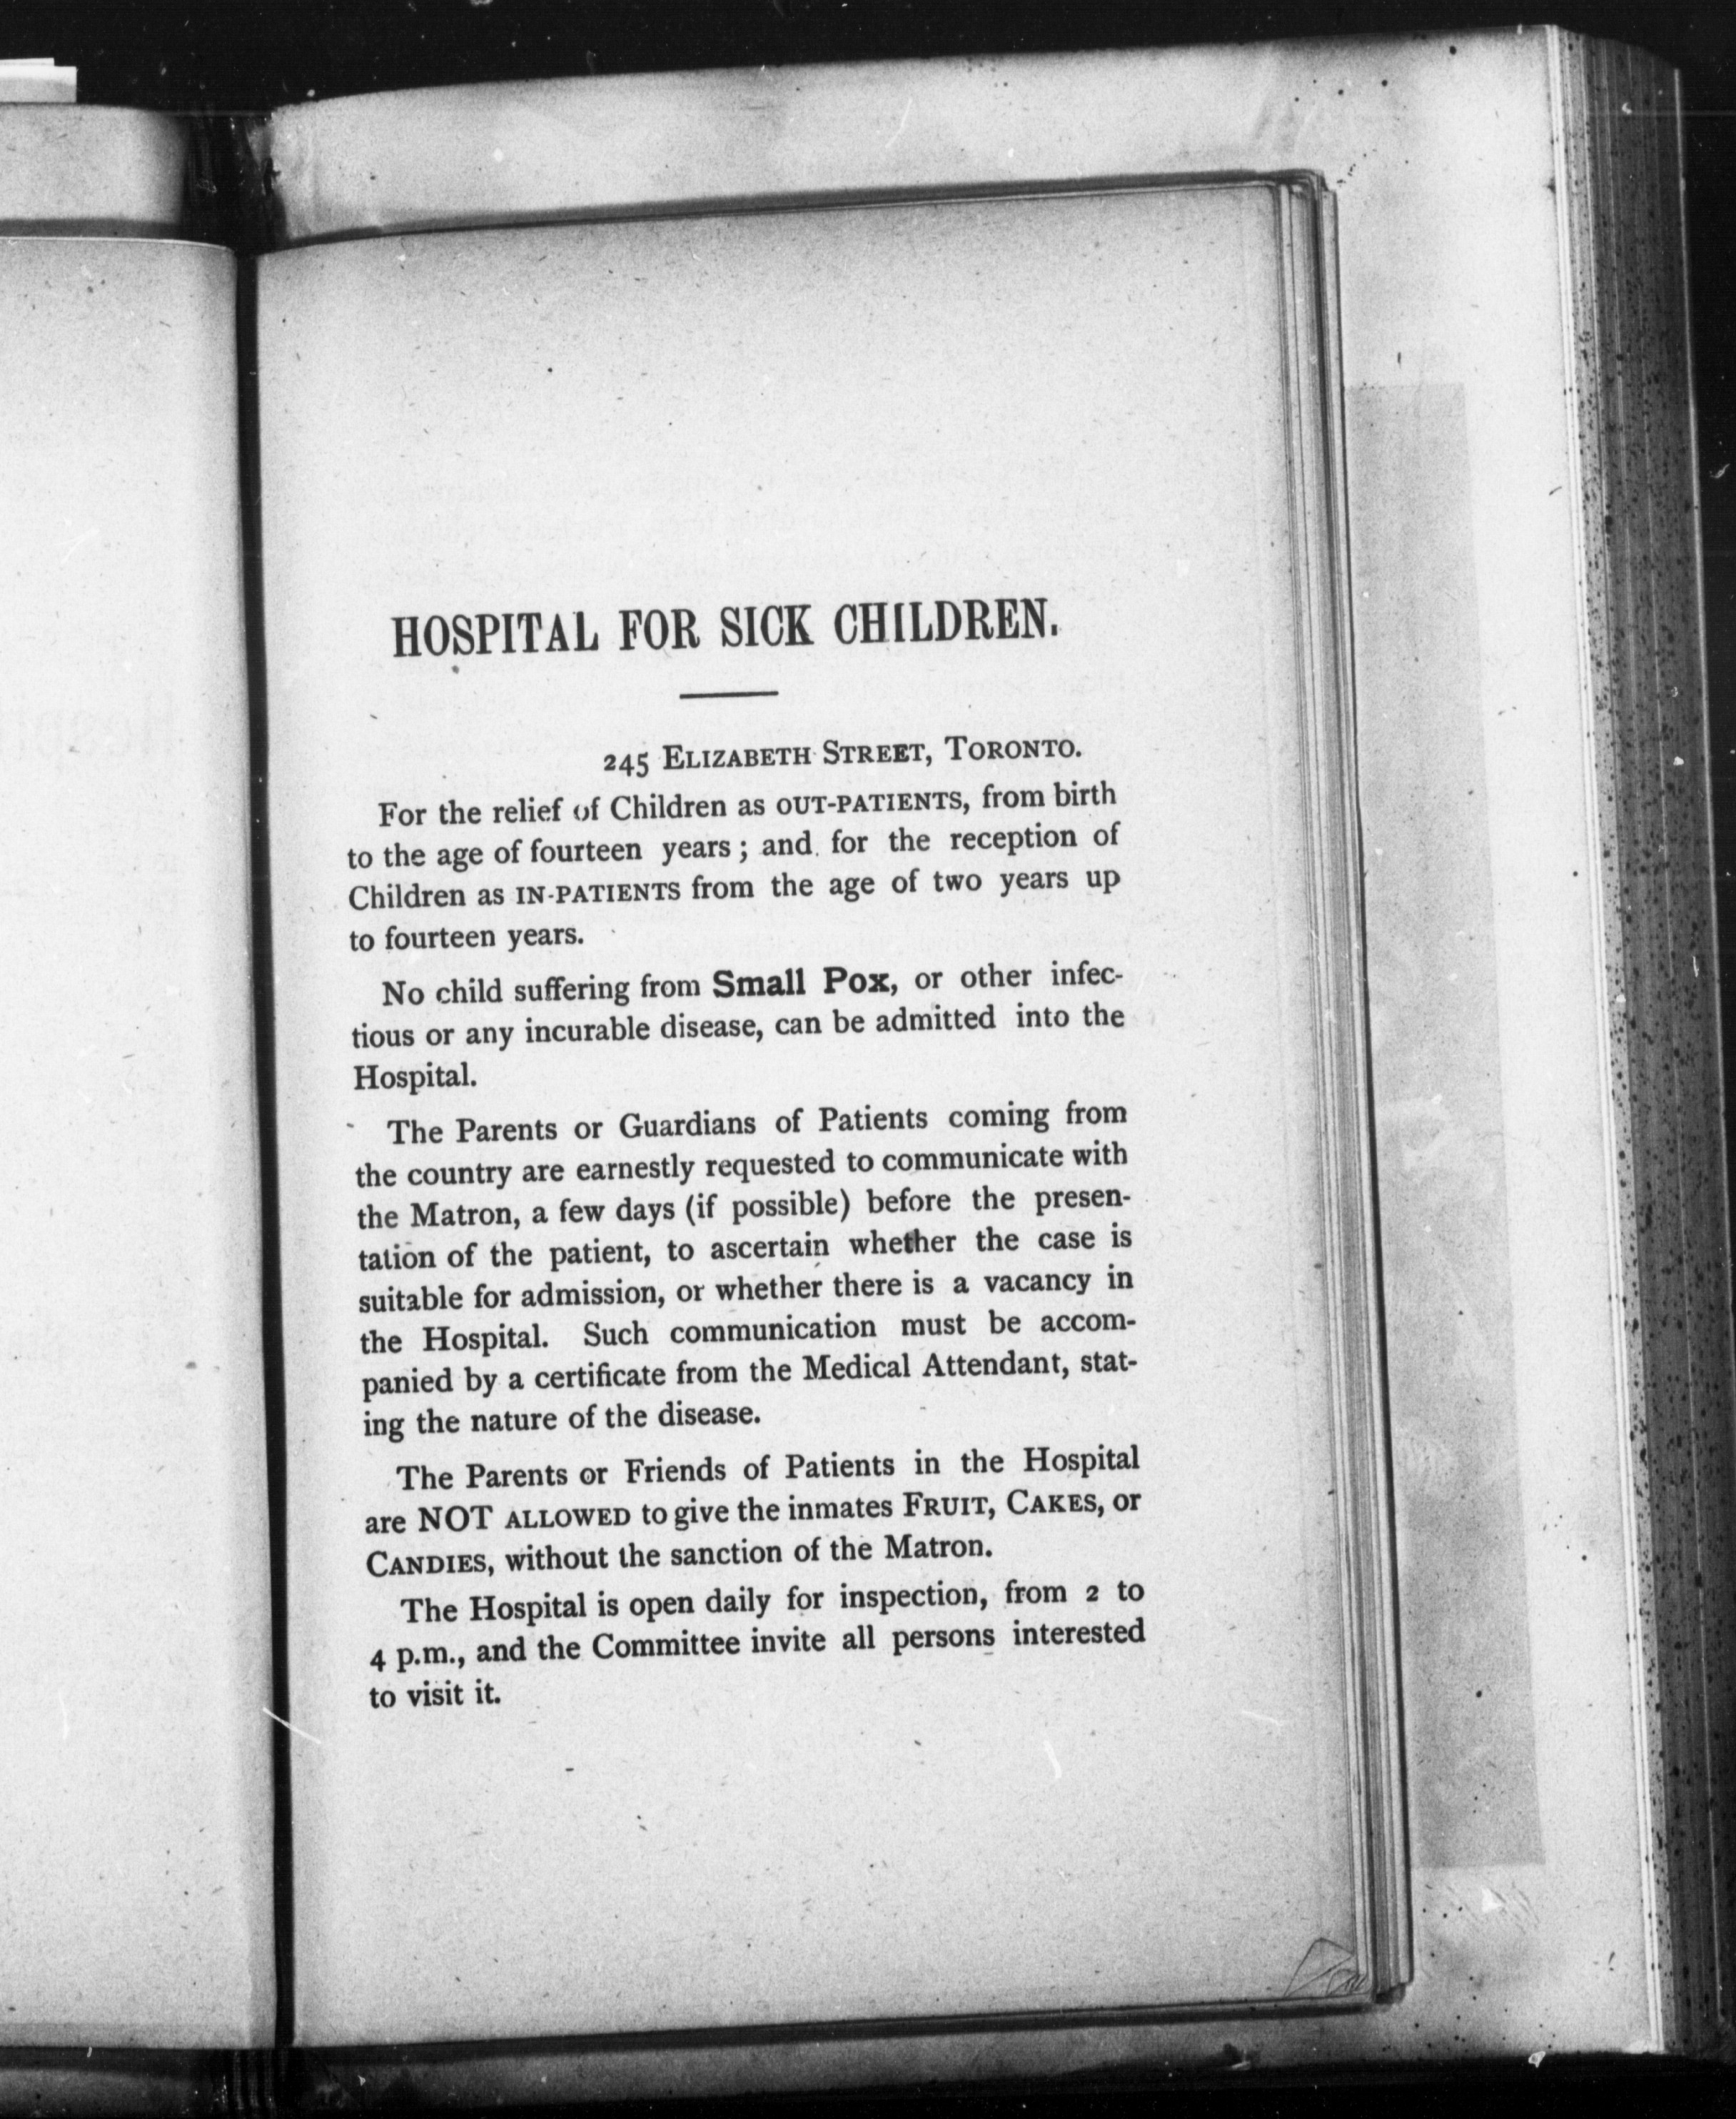 HOSPITAL FOR SICK CHILDREN.
245 ELIZABETH STREET, TORONTO.
For the relief of Children as OUT-PATIENTS, from birth
to the age of fourteen years; and for the reception of
Children as IN-PATIENTS from the age of two years up
to fourteen years.
No child suffering from Small Pox, or other infec-
tious or any incurable disease, can be admitted into the
Hospital.
The Parents or Guardians of Patients coming from
the country are earnestly requested to communicate with
the Matron, a few days (if possible) before the presen-
tation of the patient, to ascertain whether the case is
suitable for admission, or whether there is a vacancy in
the Hospital. Such communication must be accom-
panied by a certificate from the Medical Attendant, stat-
ing the nature of the disease.
The Parents or Friends of Patients in the Hospital
are NOT ALLOWED to give the inmates FRUIT, CAKES, or
CANDIES, without the sanction of the Matron.
The Hospital is open daily for inspection, from 2 to
4 p.m., and the Committee invite all persons interested
to visit it.